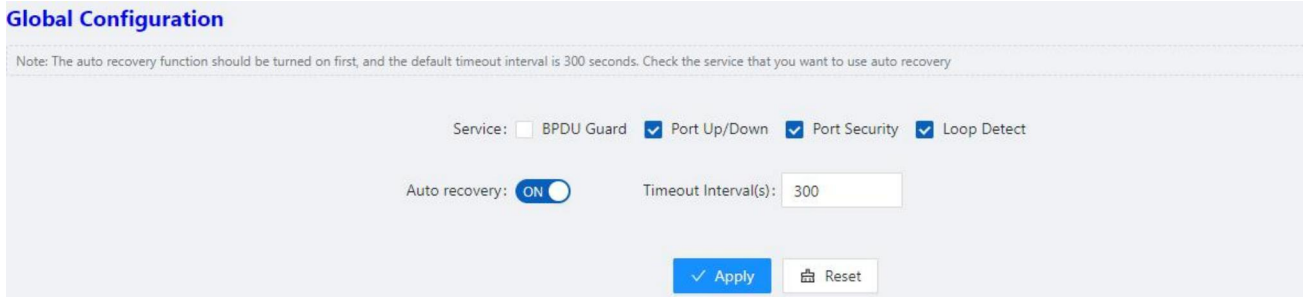 Global Configuration
Note: The auto recovery function should be turned on first, and the default timeout interval is 300 seconds. Check the service that you want to use auto recovery
Service: BPDU Guard Port Up/Down Port Security Loop Detect
Auto recovery: ON Timeout Interval(s): 300
Apply Reset